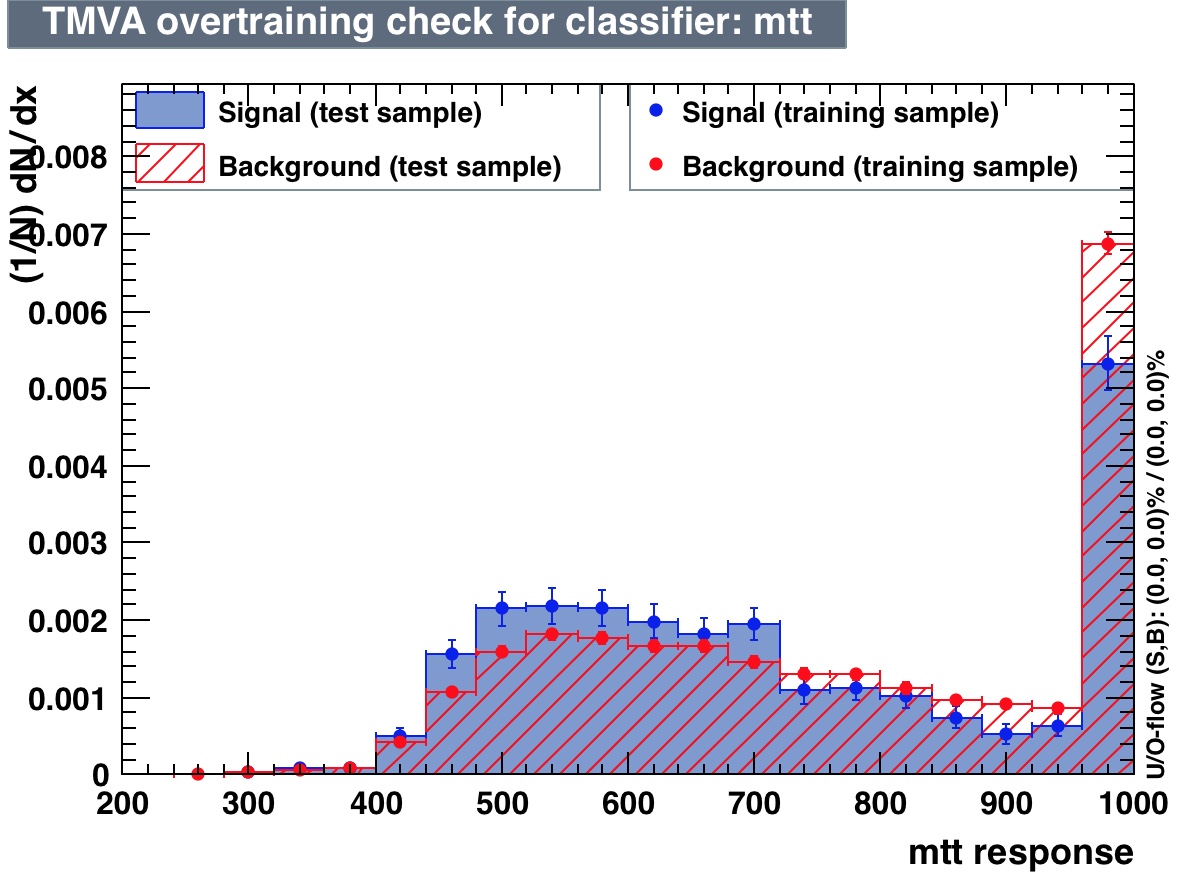 TMVA overtraining check for classifier: mtt
Signal (test sample)
Background (test sample)
Signal (training sample)
Background (training sample)
(1/N) dN/dx
0.008
0.007
0.006
0.005
0.004
0.003
0.002
0.001
0
200 300 400 500 600 700 800 900 1000
mtt response
U/O-flow (S,B): (0.0, 0.0)% / (0.0, 0.0)%